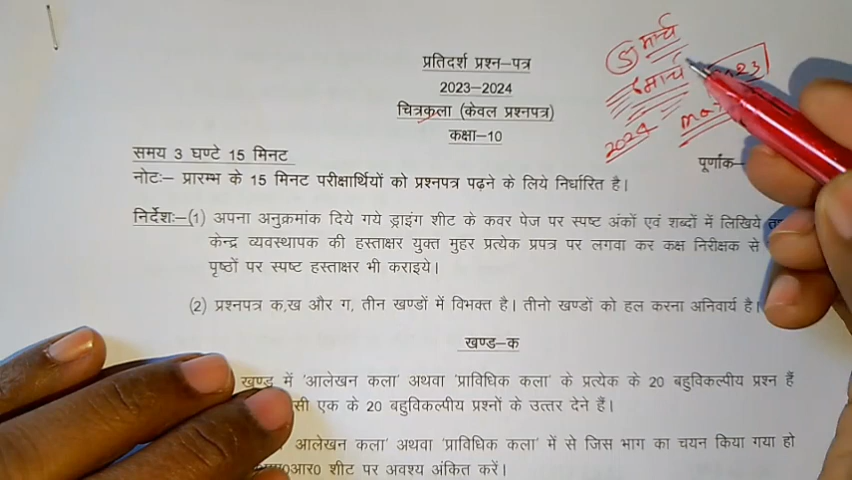 प्रतिदर्श प्रश्न–पत्र
2023–2024
चित्रकला (केवल प्रश्नपत्र)
कक्षा–10
5 मार्च
मार्च
2024
समय 3 घण्टे 15 मिनट
पूर्णांक–
नोटः– प्रारम्भ के 15 मिनट परीक्षार्थियों को प्रश्नपत्र पढ़ने के लिये निर्धारित है।
निर्देशः–(1) अपना अनुक्रमांक दिये गये ड्राइंग शीट के कवर पेज पर स्पष्ट अंकों एवं शब्दों में लिखिये
केन्द्र व्यवस्थापक की हस्ताक्षर युक्त मुहर प्रत्येक प्रपत्र पर लगवा कर कक्ष निरीक्षक से
पृष्ठों पर स्पष्ट हस्ताक्षर भी कराइये।
(2) प्रश्नपत्र क,ख और ग, तीन खण्डों में विभक्त है। तीनो खण्डों को हल करना अनिवार्य है।
खण्ड–क
खण्ड में 'आलेखन कला' अथवा 'प्राविधिक कला' के प्रत्येक के 20 बहुविकल्पीय प्रश्न हैं
एक के 20 बहुविकल्पीय प्रश्नों के उत्तर देने हैं।
आलेखन कला' अथवा 'प्राविधिक कला' में से जिस भाग का चयन किया गया हो
शीट पर अवश्य अंकित करें।